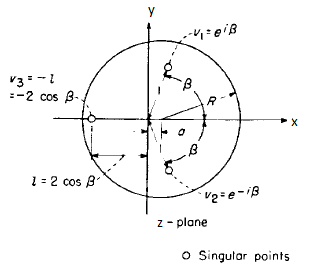 y
v₁=e^iβ
v₃=-l
=-2 cos β
I
β
R
x
a
β
l = 2 cos β
v₂=e^-iβ
z-plane
O Singular points